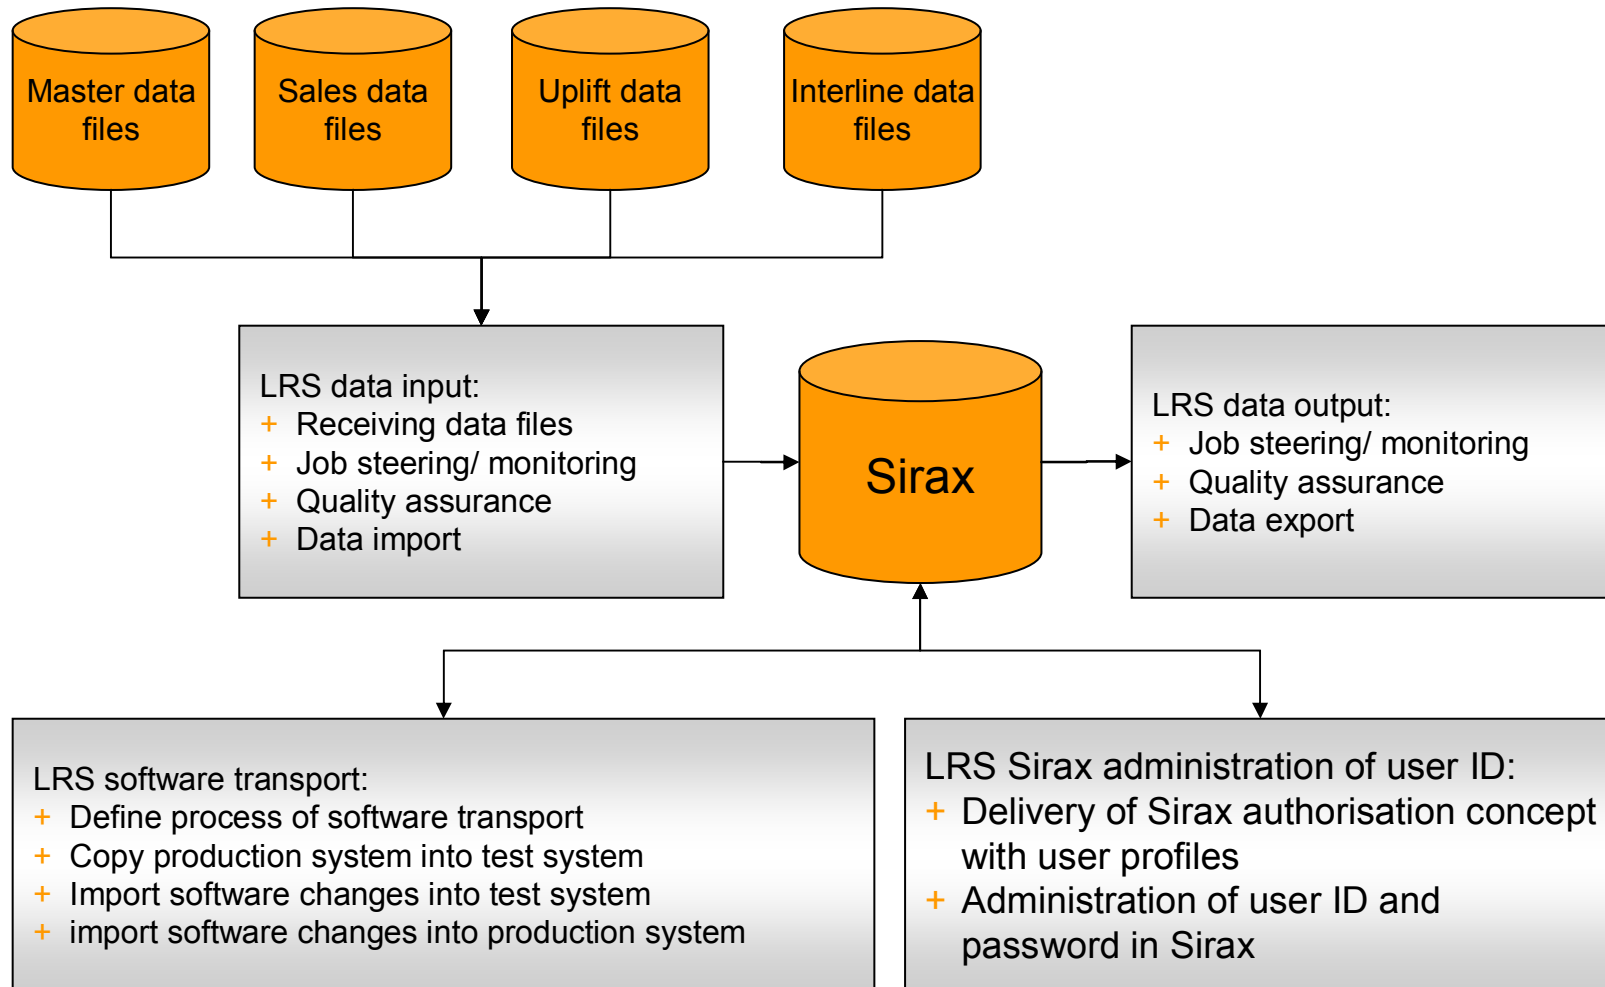 Master data
files
Sales data
files
Uplift data
files
Interline data
files
LRS data input:
+ Receiving data files
+ Job steering/ monitoring
+ Quality assurance
+ Data import
Sirax
LRS data output:
+ Job steering/ monitoring
+ Quality assurance
+ Data export
LRS software transport:
+ Define process of software transport
+ Copy production system into test system
+ Import software changes into test system
+ import software changes into production system
LRS Sirax administration of user ID:
+ Delivery of Sirax authorisation concept
with user profiles
+ Administration of user ID and
password in Sirax